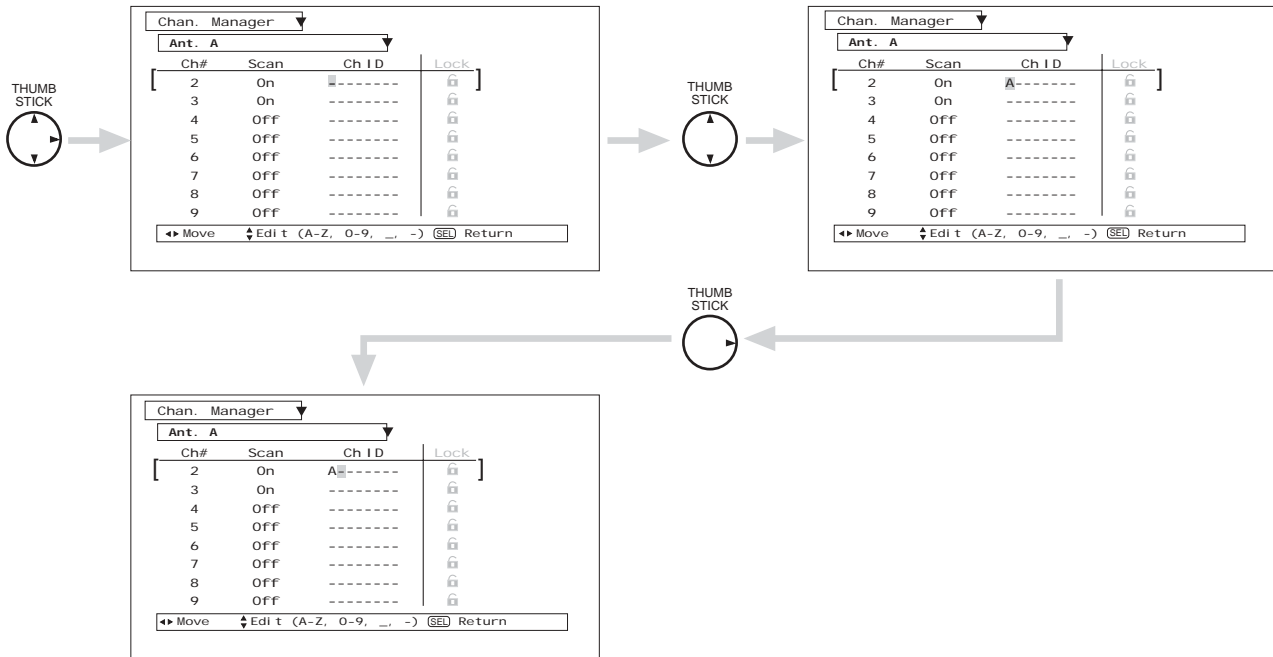 Chan. Manager
Ant. A
Ch# Scan Ch ID Lock
2 On --------
3 On --------
4 Off --------
5 Off --------
6 Off --------
7 Off --------
8 Off --------
9 Off --------
Move Edit (A-Z, 0-9, _, -) SEL Return
THUMB
STICK
THUMB
STICK
Chan. Manager
Ant. A
Ch# Scan Ch ID Lock
2 On A-------
3 On --------
4 Off --------
5 Off --------
6 Off --------
7 Off --------
8 Off --------
9 Off --------
Move Edit (A-Z, 0-9, _, -) SEL Return
THUMB
STICK
Chan. Manager
Ant. A
Ch# Scan Ch ID Lock
2 On A-------
3 On --------
4 Off --------
5 Off --------
6 Off --------
7 Off --------
8 Off --------
9 Off --------
Move Edit (A-Z, 0-9, _, -) SEL Return